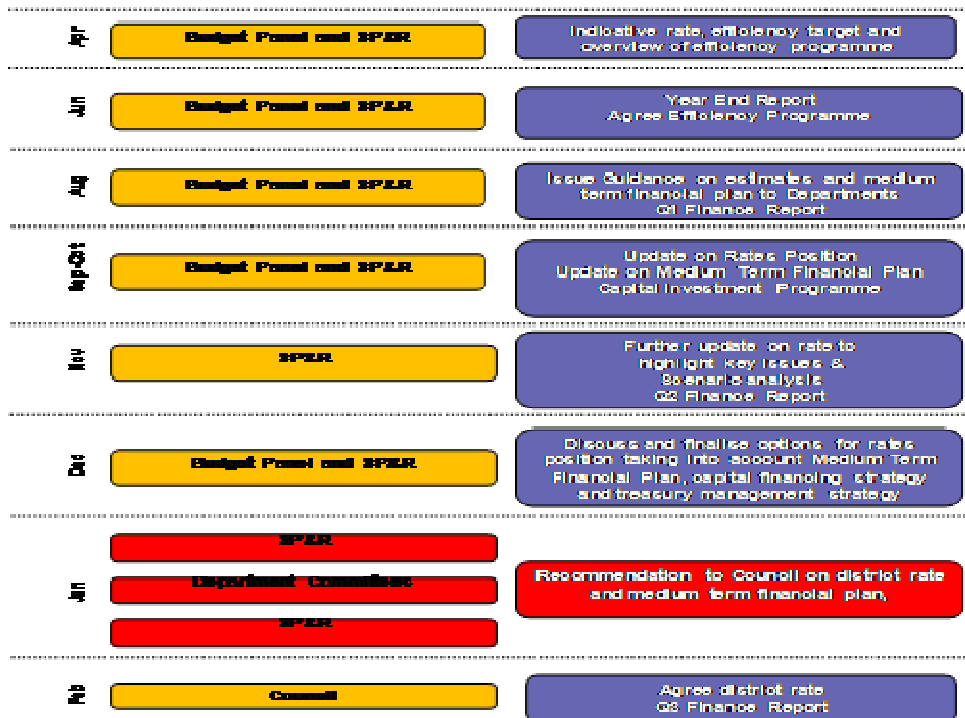 Apr
Budget Panel and SP&R
Indicative rate, efficiency target and
overview of efficiency programme
Jun
Budget Panel and SP&R
Year End Report
Agree Efficiency Programme
Aug
Budget Panel and SP&R
Issue Guidance on estimates and medium
term financial plan to Departments
Q1 Finance Report
Sep-Oct
Budget Panel and SP&R
Update on Rates Position
Update on Medium Term Financial Plan
Capital Investment Programme
Nov
SP&R
Further update on rate to
highlight key issues &
Scenario analysis
Q2 Finance Report
Dec
Budget Panel and SP&R
Discuss and finalise options for rates
position taking into account Medium Term
Financial Plan, capital financing strategy
and treasury management strategy
Jan
SP&R
Department Committees
SP&R
Recommendation to Council on district rate
and medium term financial plan,
Feb
Council
Agree district rate
Q3 Finance Report